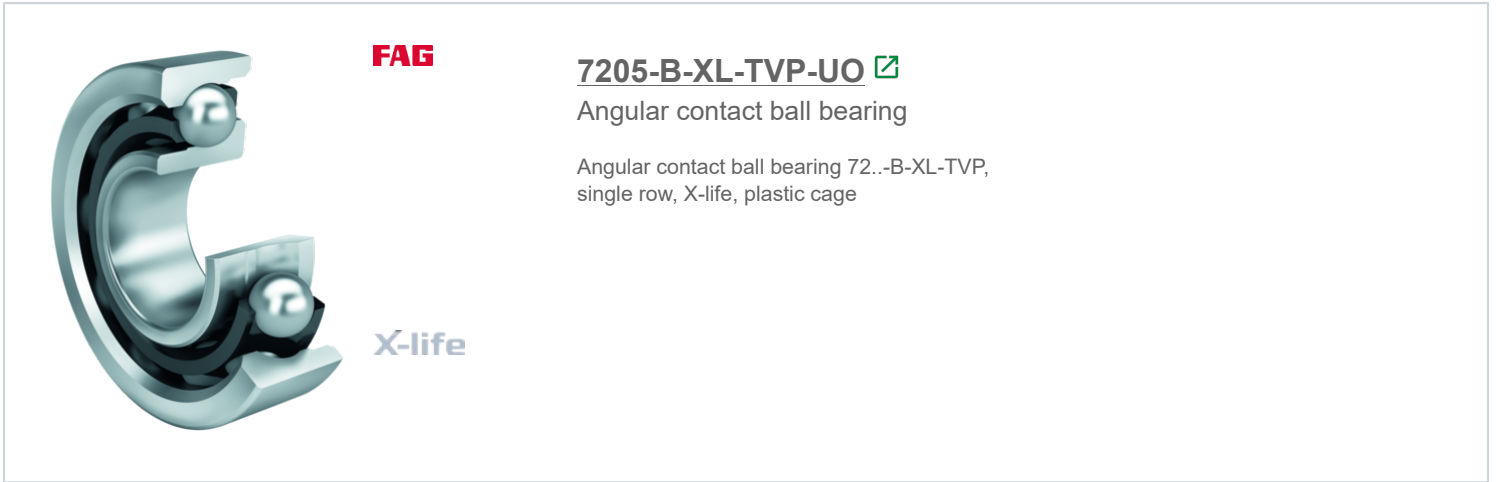 FAG
7205-B-XL-TVP-UO
Angular contact ball bearing
Angular contact ball bearing 72..-B-XL-TVP,
single row, X-life, plastic cage
X-life